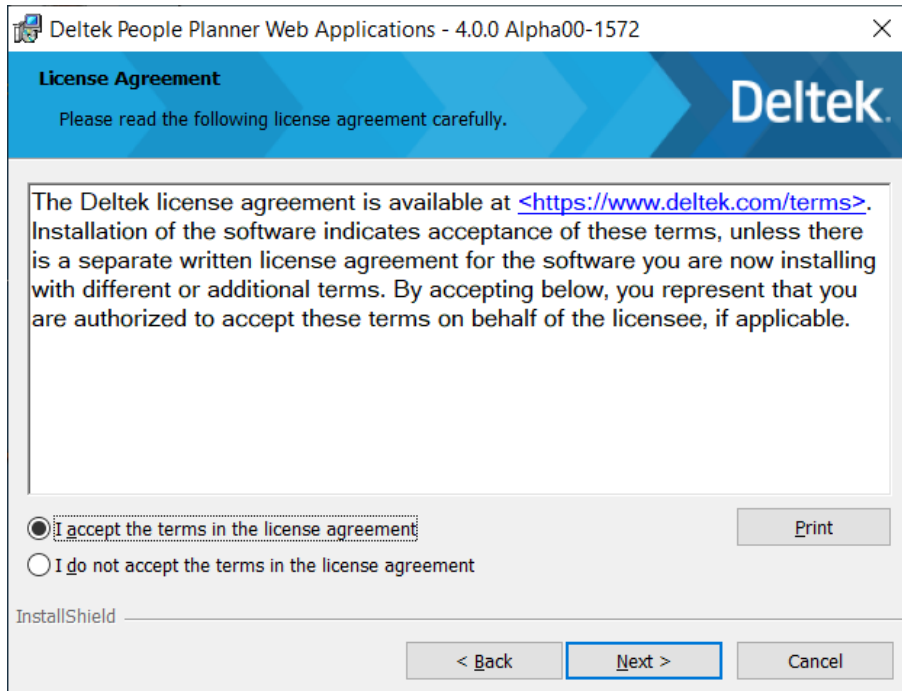 Deltek People Planner Web Applications - 4.0.0 Alpha00-1572
License Agreement
Please read the following license agreement carefully.
Deltek.
The Deltek license agreement is available at <https://www.deltek.com/terms>.
Installation of the software indicates acceptance of these terms, unless there
is a separate written license agreement for the software you are now installing
with different or additional terms. By accepting below, you represent that you
are authorized to accept these terms on behalf of the licensee, if applicable.
I accept the terms in the license agreement
Print
I do not accept the terms in the license agreement
InstallShield
< Back
Next >
Cancel